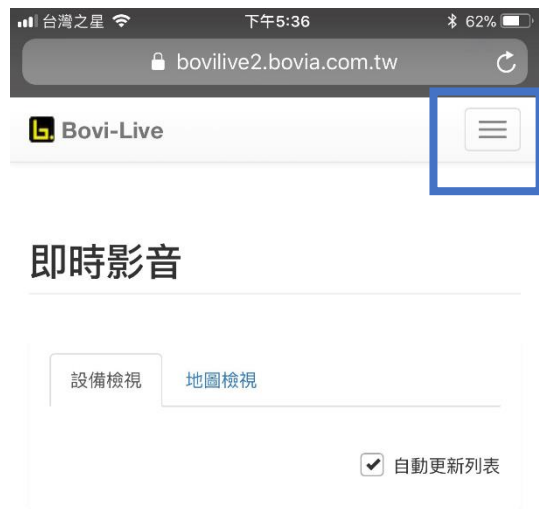 台灣之星 下午5:36 62%
bovilive2.bovia.com.tw
b. Bovi-Live
即時影音
設備檢視 地圖檢視
自動更新列表